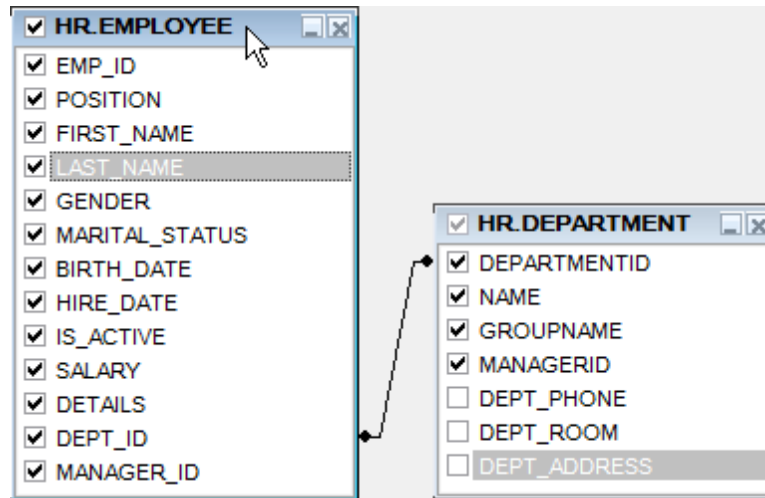 HR.EMPLOYEE
EMP_ID
POSITION
FIRST_NAME
LAST_NAME
GENDER
MARITAL_STATUS
BIRTH_DATE
HIRE_DATE
IS_ACTIVE
SALARY
DETAILS
DEPT_ID
MANAGER_ID
HR.DEPARTMENT
DEPARTMENTID
NAME
GROUPNAME
MANAGERID
DEPT_PHONE
DEPT_ROOM
DEPT_ADDRESS